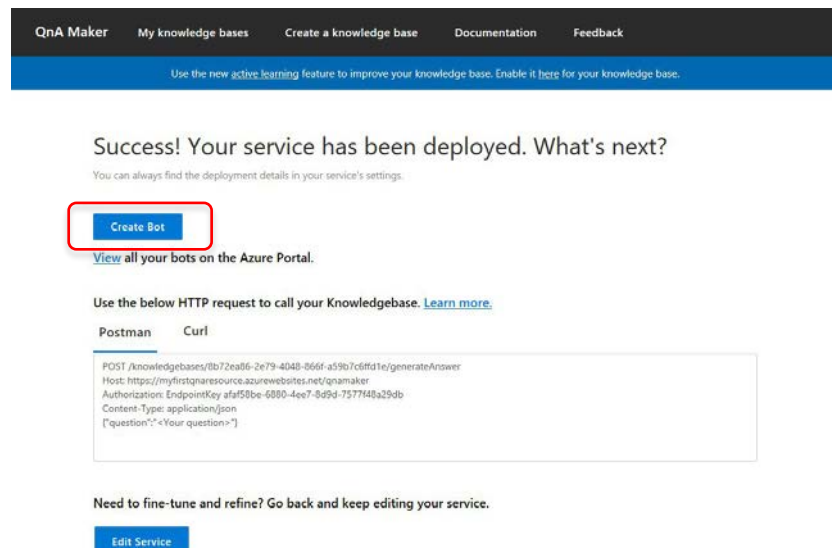 QnA Maker My knowledge bases Create a knowledge base Documentation Feedback
Use the new active learning feature to improve your knowledge base. Enable it here for your knowledge base.
Success! Your service has been deployed. What's next?
You can always find the deployment details in your service's settings.
Create Bot
View all your bots on the Azure Portal.
Use the below HTTP request to call your Knowledgebase. Learn more.
Postman Curl
POST /knowledgebases/8b72ea86-2e79-4048-866f-a59b7c6ffd1e/generateAnswer
Host: https://myfirstqnaresource.azurewebsites.net/qnamaker
Authorization: EndpointKey afaf58be-6880-4ee7-8d9d-7577f48a29db
Content-Type: application/json
{"question":"<Your question>"}
Need to fine-tune and refine? Go back and keep editing your service.
Edit Service